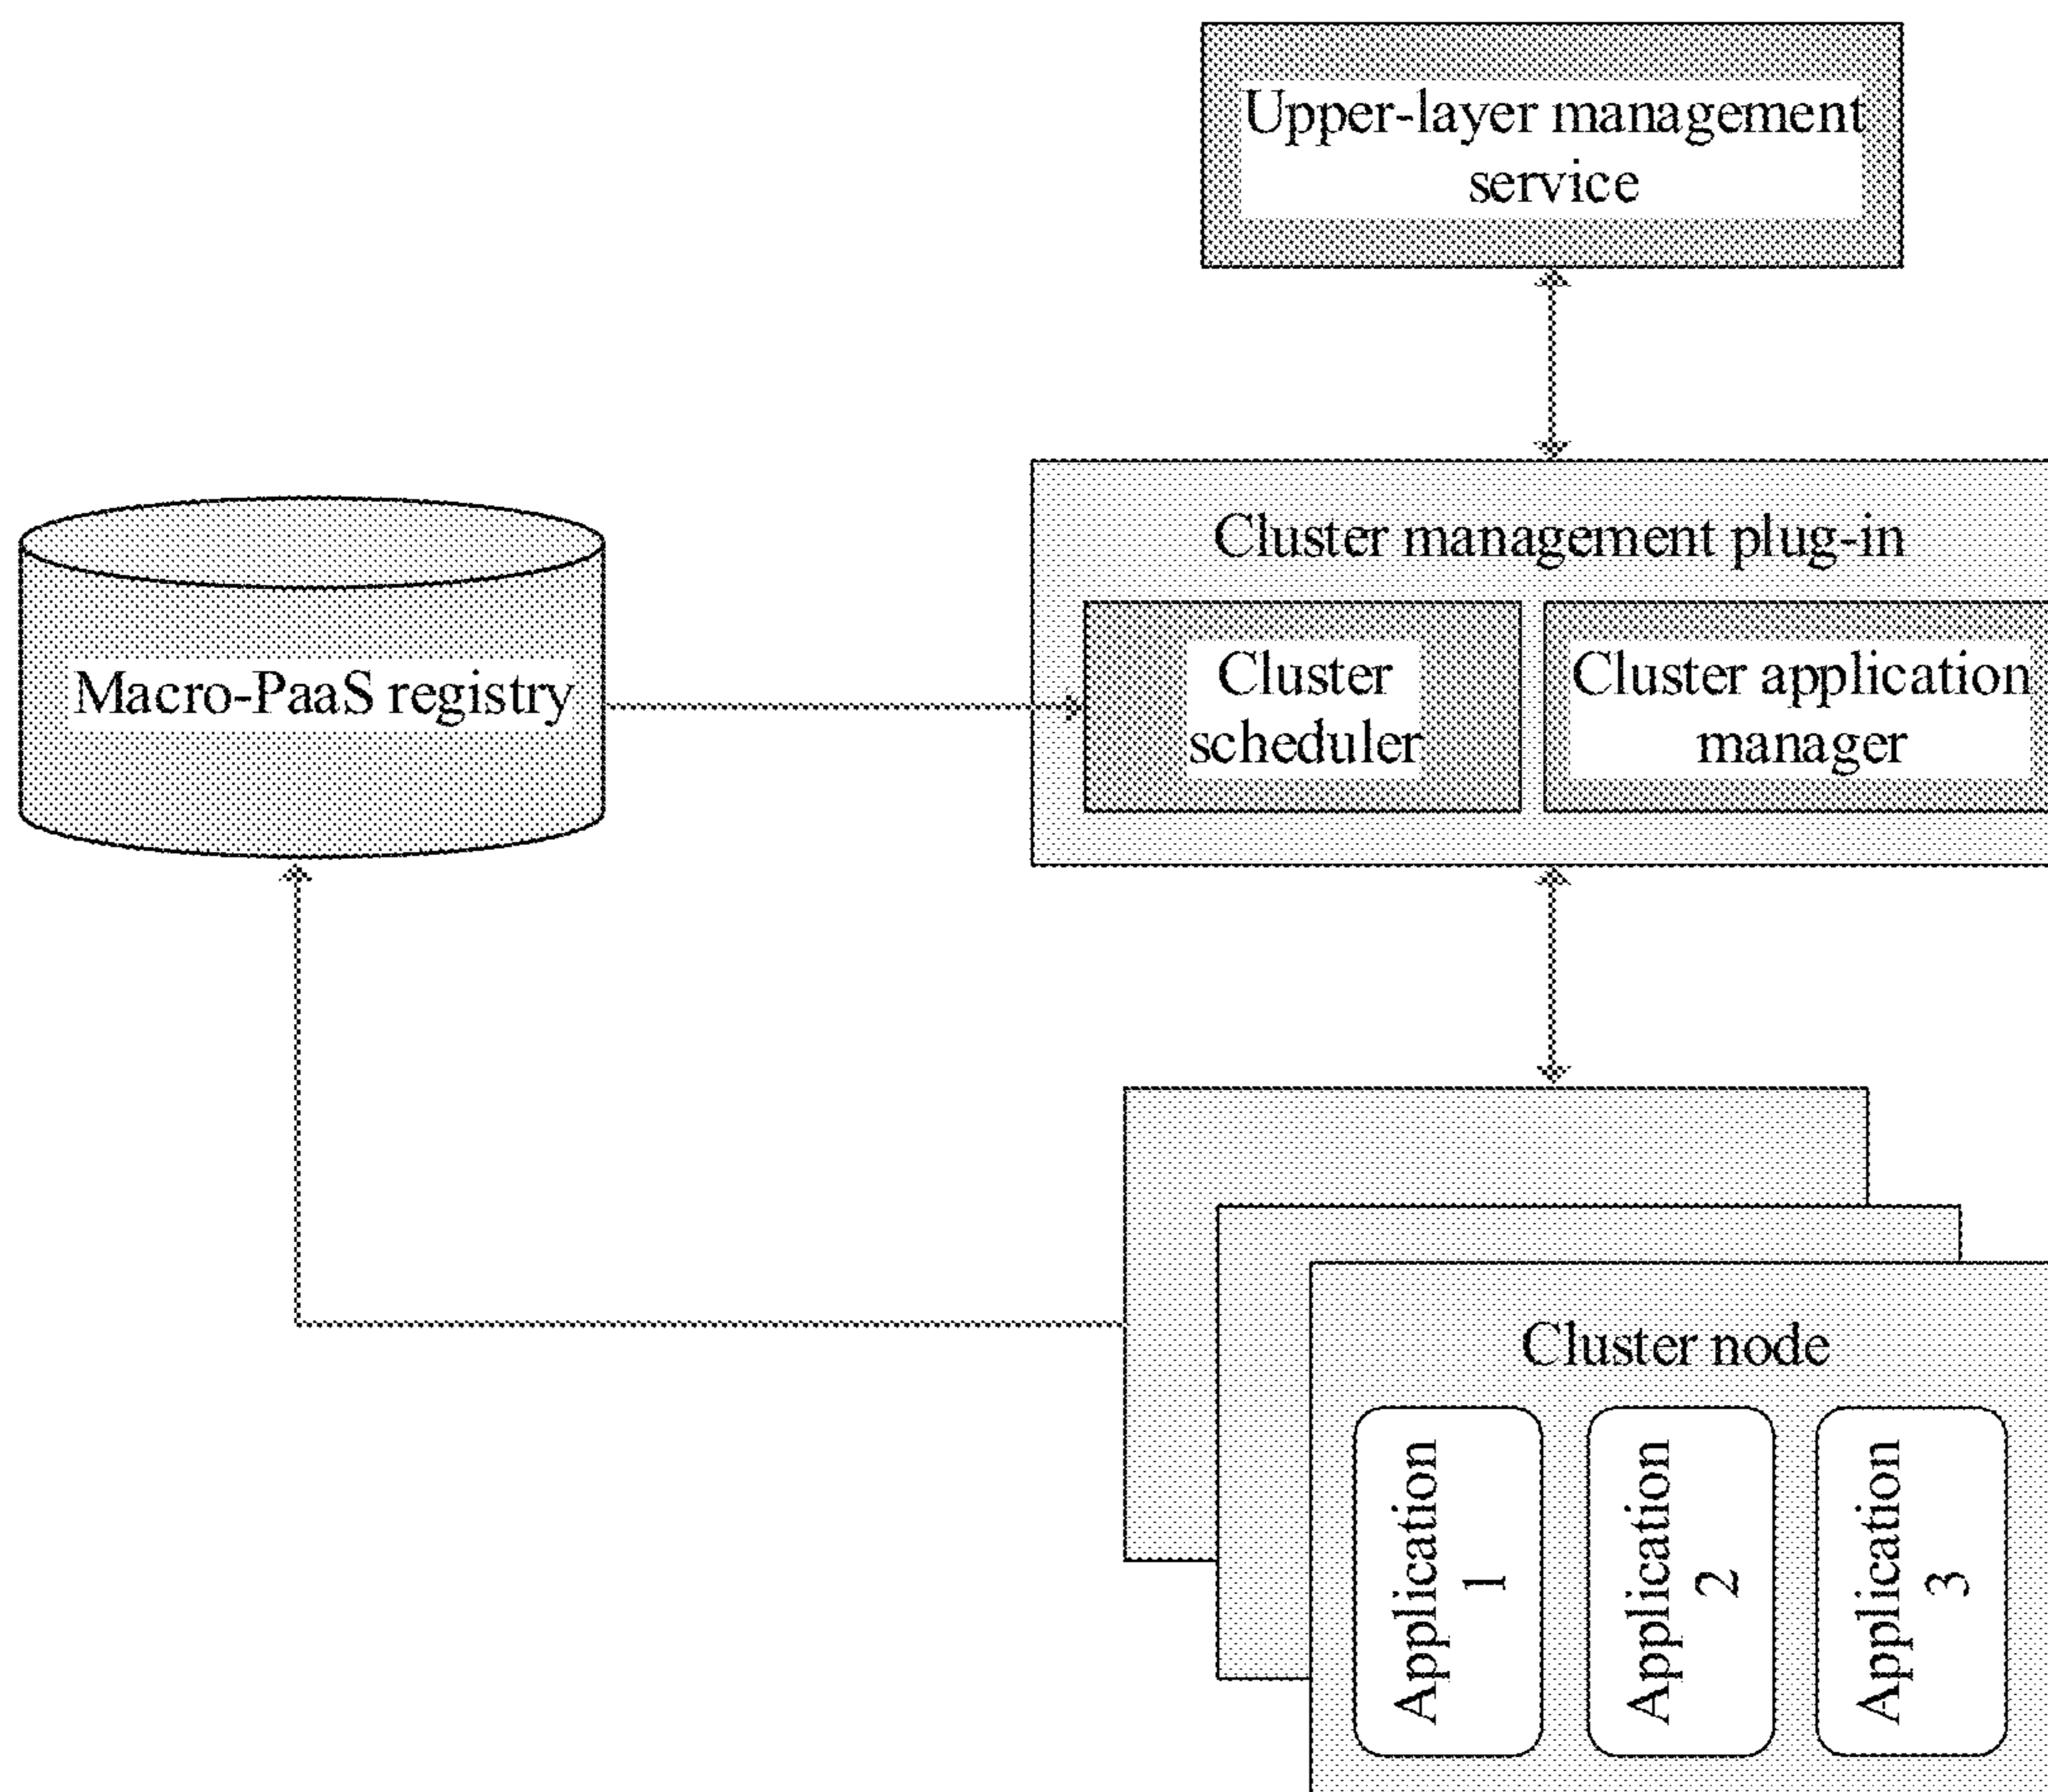 Upper-layer management
service
Cluster management plug-in
Macro-PaaS registry
Cluster
scheduler
Cluster application
manager
Cluster node
Application
1
Application
2
Application
3